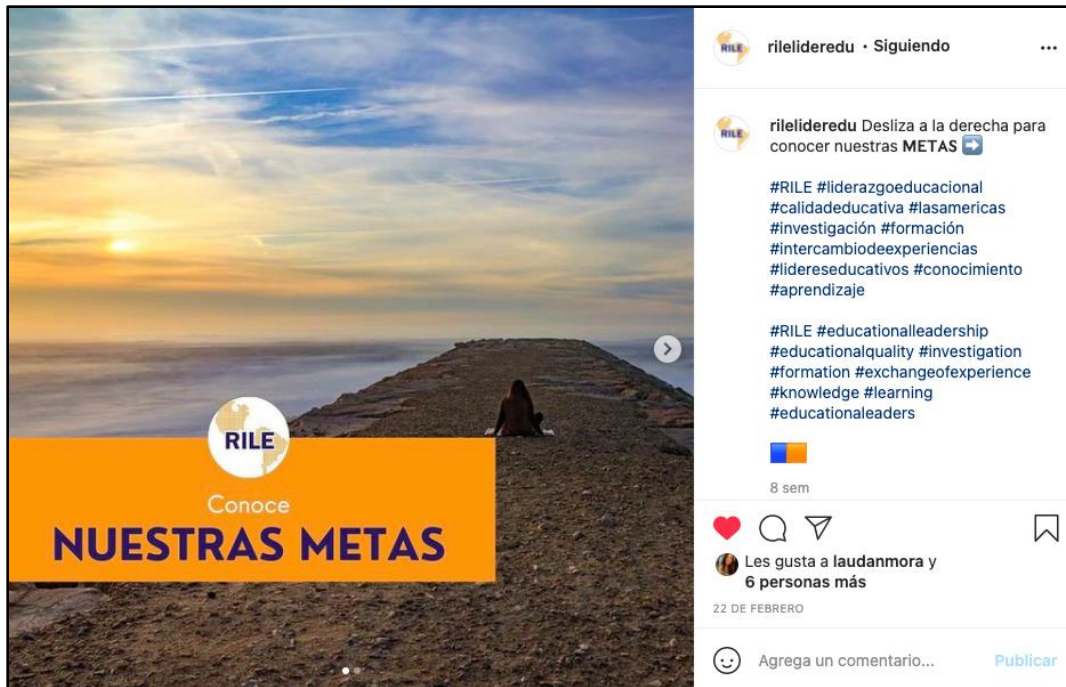 RILE
Conoce
NUESTRAS METAS
RILE
rilelideredu • Siguiendo
RILE
rilelideredu Desliza a la derecha para
conocer nuestras METAS ➡️
#RILE #liderazgoeducacional
#calidadeducativa #lasamericas
#investigación #formación
#intercambiodeexperiencias
#lidereseducativos #conocimiento
#aprendizaje
#RILE #educationalleadership
#educationalquality #investigation
#formation #exchangeofexperience
#knowledge #learning
#educationaleaders
8 sem
Les gusta a laudanmora y
6 personas más
22 DE FEBRERO
Agrega un comentario... Publicar